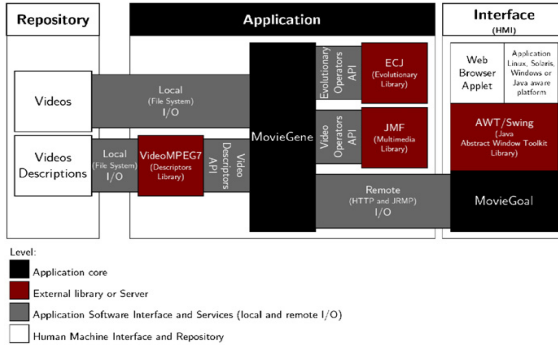 Repository
Application
Interface
(HMI)
Videos
Local
(File System)
I/O
Videos
Descriptions
Local
(File System)
I/O
VideoMPEG7
(Descriptors
Library)
Video
Descriptors
API
MovieGene
Evolutionary
Operators
API
ECJ
(Evolutionary
Library)
Video
Operators
API
JMF
(Multimedia
Library)
Remote
(HTTP and JRMP)
I/O
Web
Browser
Applet
Application
Linux, Solaris,
Windows or
Java aware
platform
AWT/Swing
(Java
Abstract Window Toolkit
Library)
MovieGoal
Level:
Application core
External library or Server
Application Software Interface and Services (local and remote I/O)
Human Machine Interface and Repository